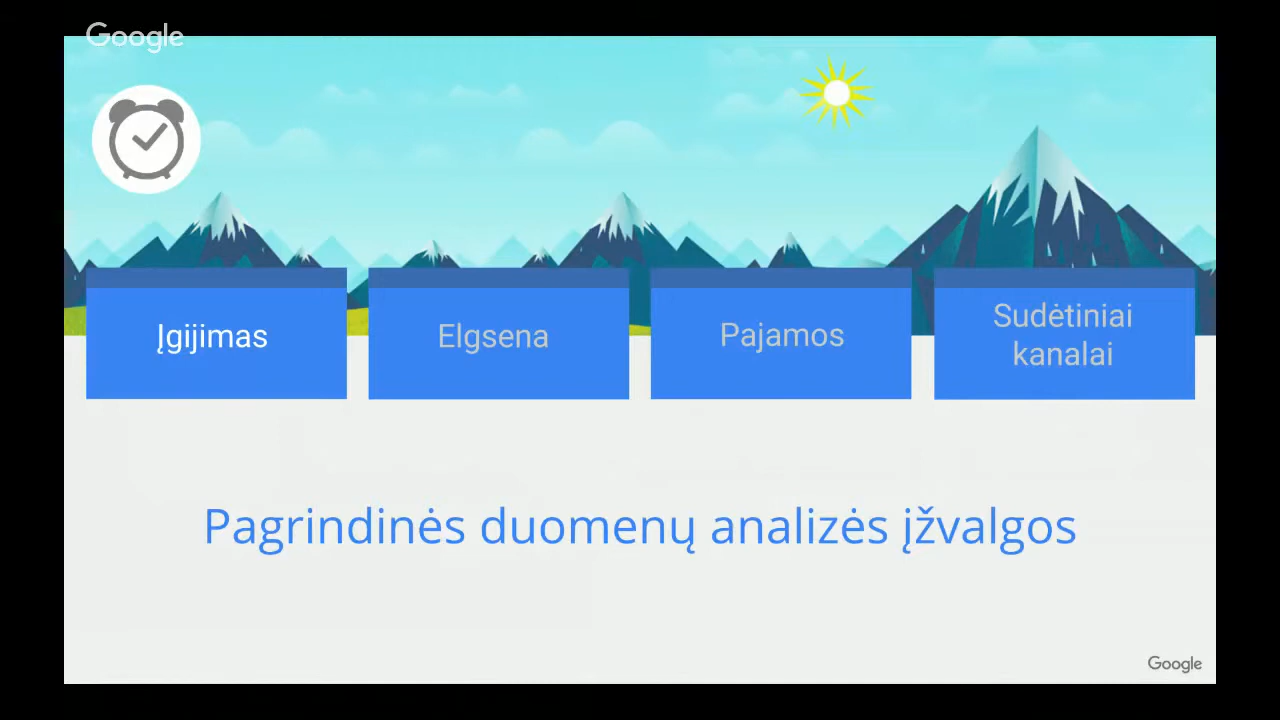 Google
Įgijimas
Elgsena
Pajamos
Sudėtiniai
kanalai
Pagrindinės duomenų analizės įžvalgos
Google